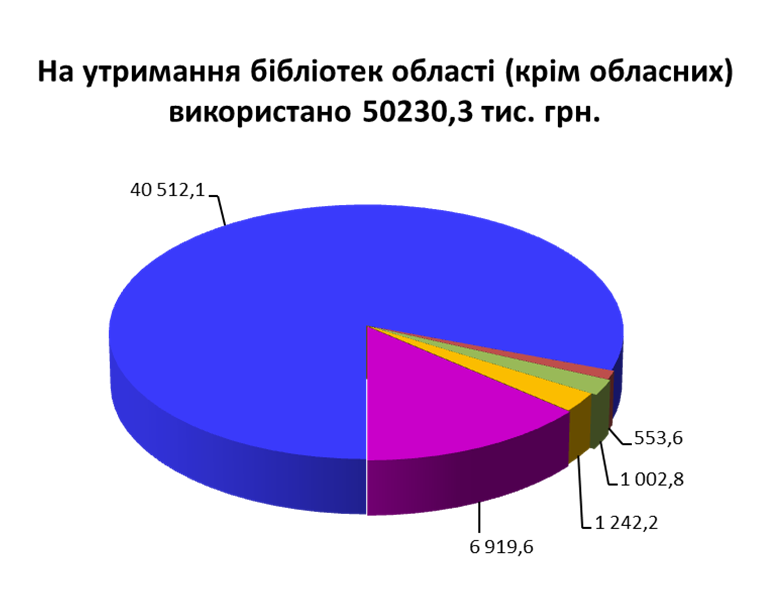 На утримання бібліотек області (крім обласних)
використано 50230,3 тис. грн.
40 512,1
553,6
1 002,8
1 242,2
6 919,6